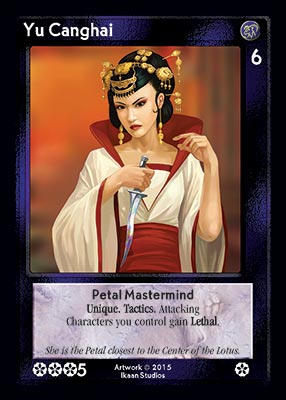 Yu Canghai
6
Petal Mastermind
Unique. Tactics. Attacking
Characters you control gain Lethal.
She is the Petal closest to the Center of the Lotus.
5
Artwork © 2015
Ikaan Studios